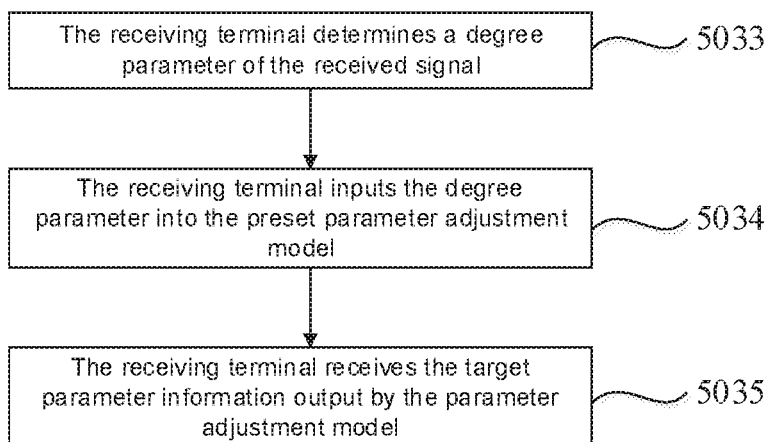 The receiving terminal determines a degree
parameter of the received signal
5033
The receiving terminal inputs the degree
parameter into the preset parameter adjustment
model
5034
The receiving terminal receives the target
parameter information output by the parameter
adjustment model
5035